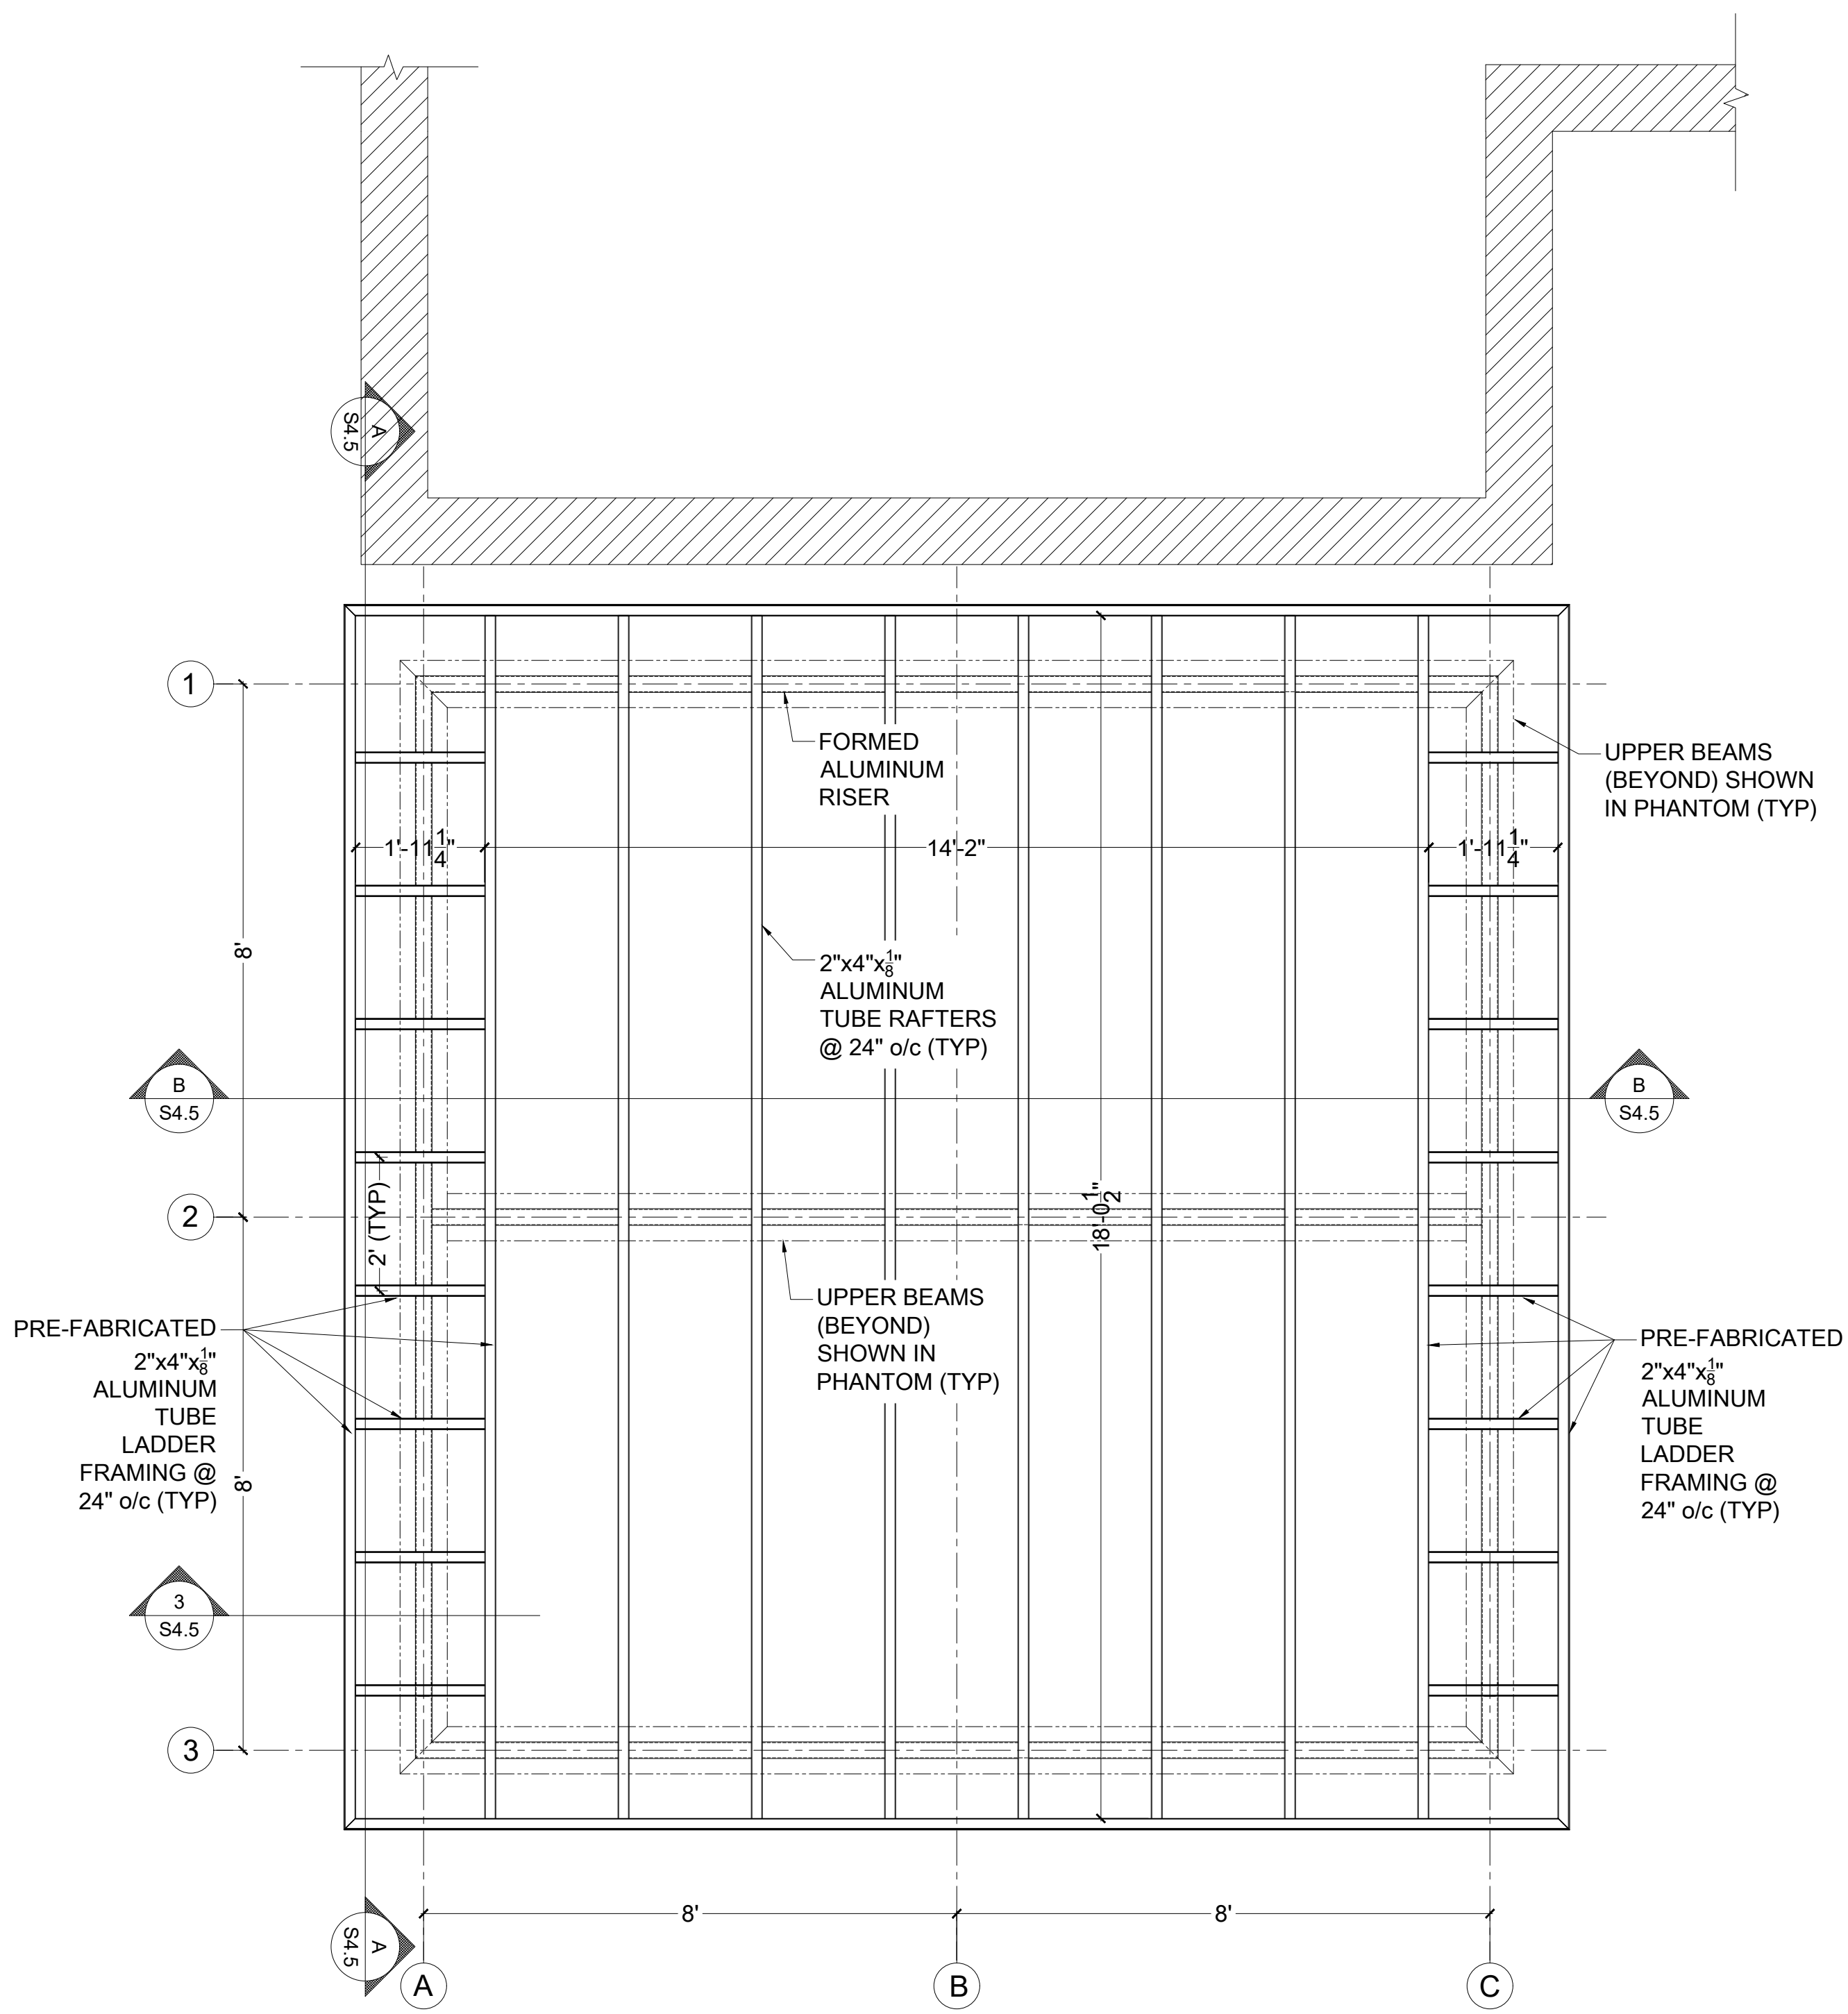 A
S4.5
1
FORMED
ALUMINUM
RISER
UPPER BEAMS
(BEYOND) SHOWN
IN PHANTOM (TYP)
1'-11 1/4"
14'-2"
1'-11 1/4"
8'
2"x4"x1/8"
ALUMINUM
TUBE RAFTERS
@ 24" o/c (TYP)
B
S4.5
B
S4.5
2' (TYP)
18'-0 1/2"
2
UPPER BEAMS
(BEYOND)
SHOWN IN
PHANTOM (TYP)
PRE-FABRICATED
2"x4"x1/8"
ALUMINUM
TUBE
LADDER
FRAMING @
24" o/c (TYP)
8'
PRE-FABRICATED
2"x4"x1/8"
ALUMINUM
TUBE
LADDER
FRAMING @
24" o/c (TYP)
3
S4.5
3
8'
8'
A
S4.5
A
B
C